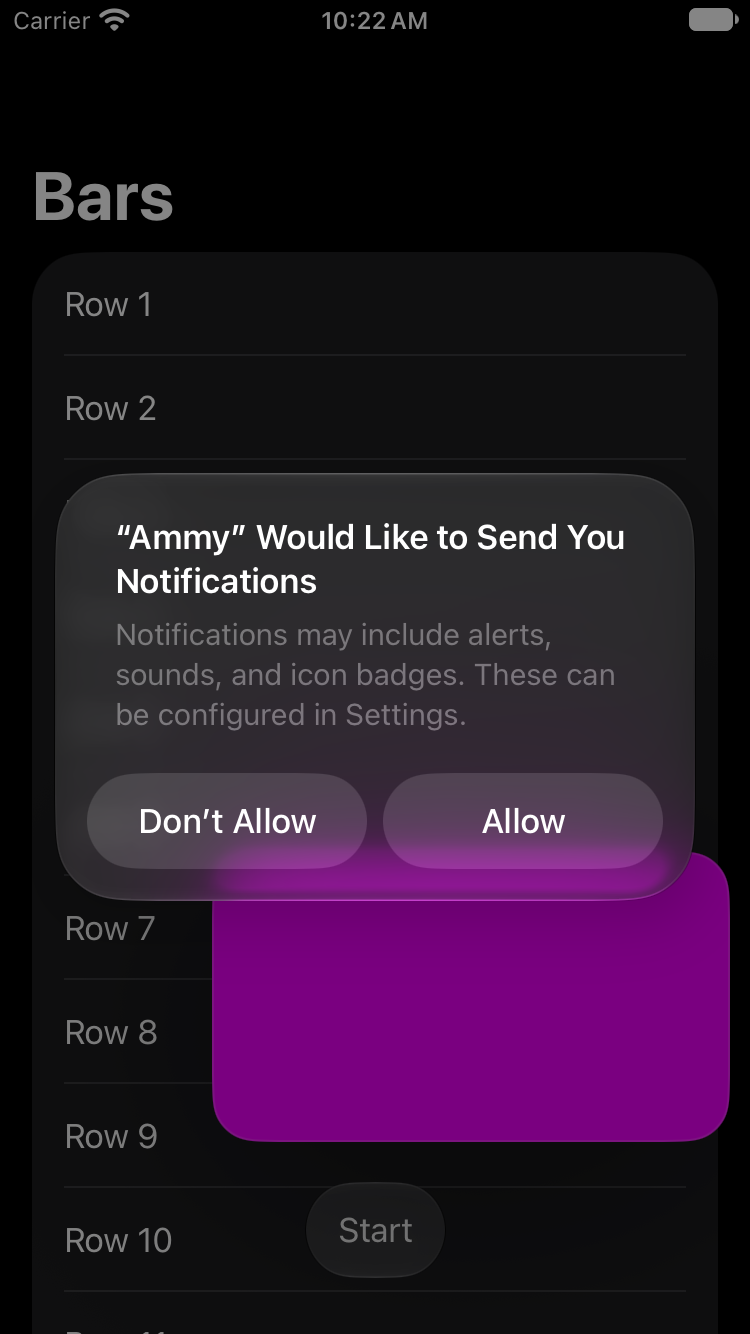 Carrier
10:22 AM
Bars
Row 1
Row 2
“Ammy” Would Like to Send You
Notifications
Notifications may include alerts,
sounds, and icon badges. These can
be configured in Settings.
Don’t Allow
Allow
Row 7
Row 8
Row 9
Row 10
Start